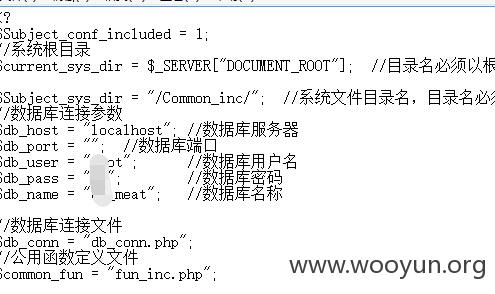 <?
$Subject_conf_included = 1;
//系统根目录
$current_sys_dir = $_SERVER["DOCUMENT_ROOT"]; //目录名必须以根
$Subject_sys_dir = "/Common_inc/"; //系统文件目录名，目录名必须
//数据库连接参数
$db_host = "localhost"; //数据库服务器
$db_port = ""; //数据库端口
$db_user = " ot"; //数据库用户名
$db_pass = " "; //数据库密码
$db_name = " _meat"; //数据库名称
//数据库连接文件
$db_conn = "db_conn.php";
//公用函数定义文件
$common_fun = "fun_inc.php";
www.wooyun.org